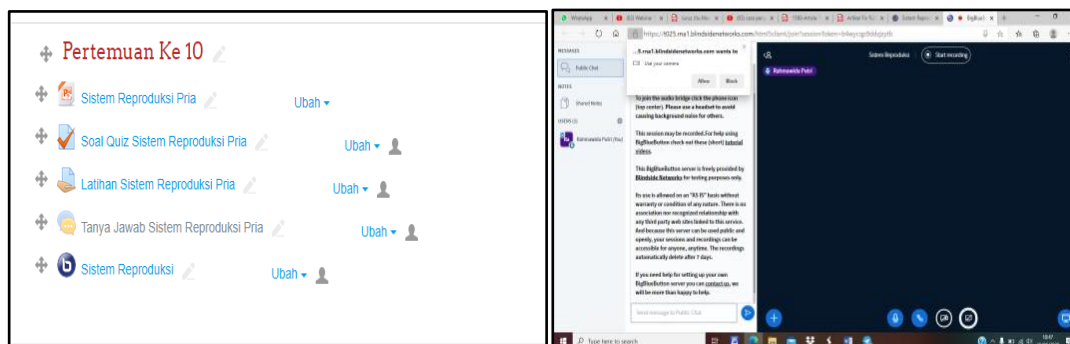 Pertemuan Ke 10
Sistem Reproduksi Pria
Ubah
Soal Quiz Sistem Reproduksi Pria
Ubah
Latihan Sistem Reproduksi Pria
Ubah
Tanya Jawab Sistem Reproduksi Pria
Ubah
Sistem Reproduksi
Ubah
WhatsApp
MESSAGES
Public Chat
NOTES
Shared Notes
USERS
Rahmawida Putri (You)
wants to
Use your camera
Allow
Block
To join the audio bridge click the phone icon
(top center). Please use a headset to avoid
causing background noise for others.
This session may be recorded. For help using
BigBlueButton check out these (short) tutorial
videos.
This BigBlueButton server is freely provided by
Blindside Networks for testing purposes only.
Its use is allowed on an "AS IS" basis without
warranty or condition of any nature. There is no
association nor recognized relationship with
any third party web sites linked to this service.
And because this server can be used public and
openly, your sessions and recordings can be
accessible for anyone, anytime. The recordings
automatically delete after 7 days.
If you need help for setting up your own
BigBlueButton server you can contact us, we
will be more than happy to help.
Send message to Public Chat
Sistem Reproduksi
Start recording
Rahmawida Putri
Type here to search